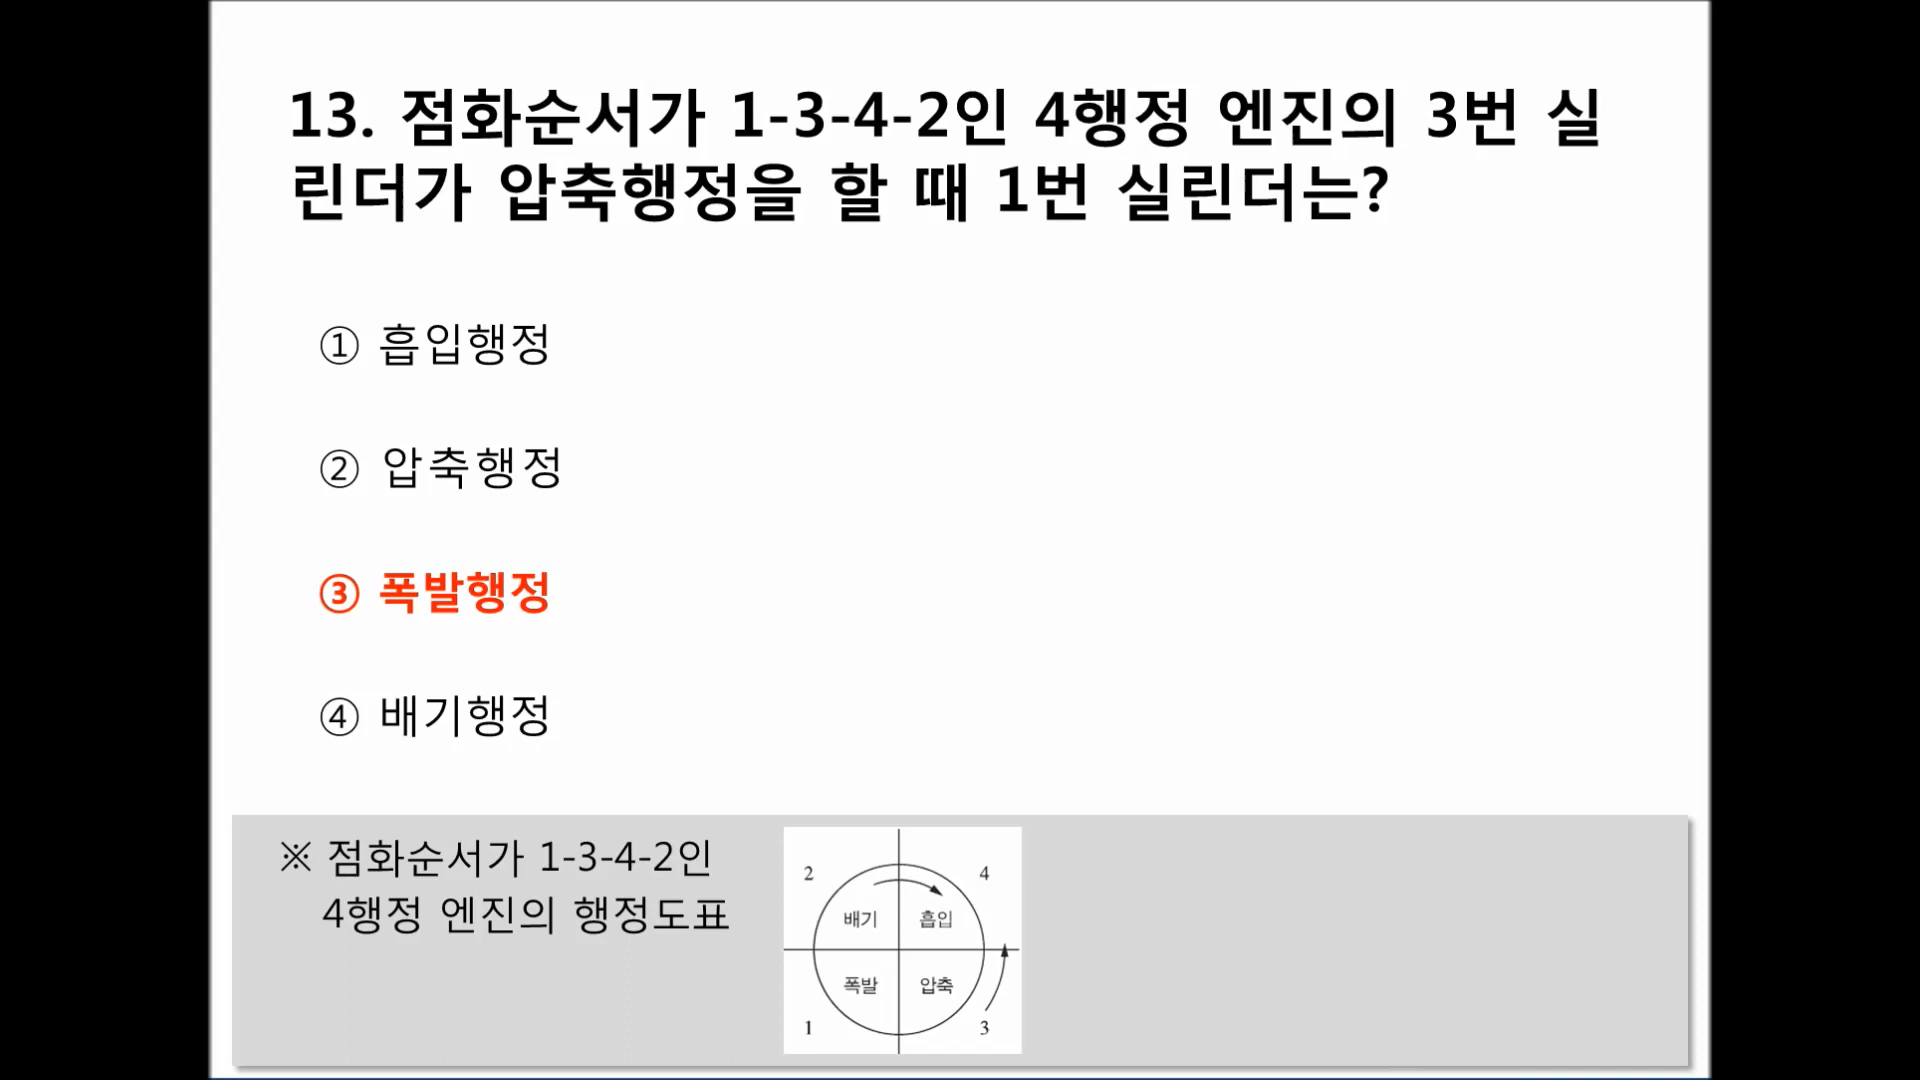 13. 점화순서가 1-3-4-2인 4행정 엔진의 3번 실
린더가 압축행정을 할 때 1번 실린더는?
① 흡입행정
② 압축행정
③ 폭발행정
④ 배기행정
※ 점화순서가 1-3-4-2인
4행정 엔진의 행정도표
2 4
배기 흡입
폭발 압축
1 3